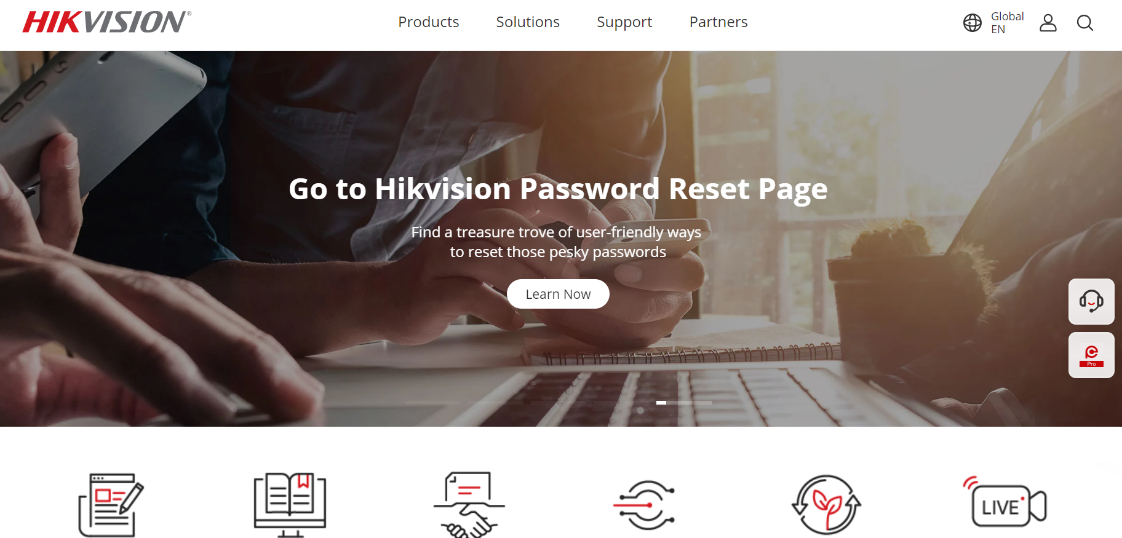 HIKVISION®
Products Solutions Support Partners
Global
EN
Go to Hikvision Password Reset Page
Find a treasure trove of user-friendly ways
to reset those pesky passwords
Learn Now
Pro
LIVE